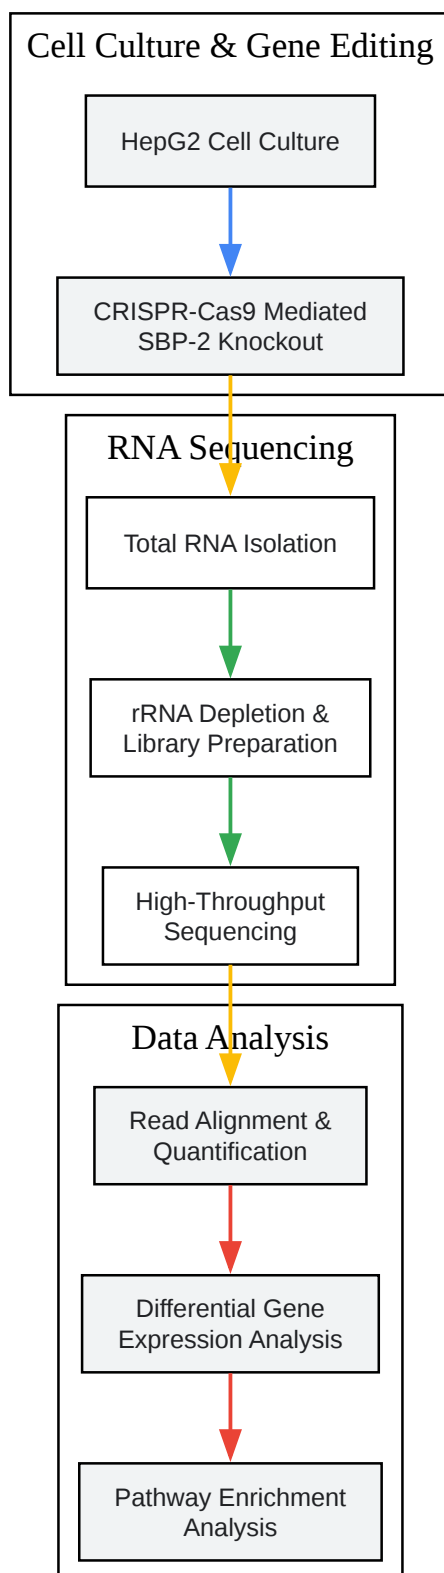 Cell Culture & Gene Editing
HepG2 Cell Culture
CRISPR-Cas9 Mediated
SBP-2 Knockout
RNA Sequencing
Total RNA Isolation
rRNA Depletion &
Library Preparation
High-Throughput
Sequencing
Data Analysis
Read Alignment &
Quantification
Differential Gene
Expression Analysis
Pathway Enrichment
Analysis